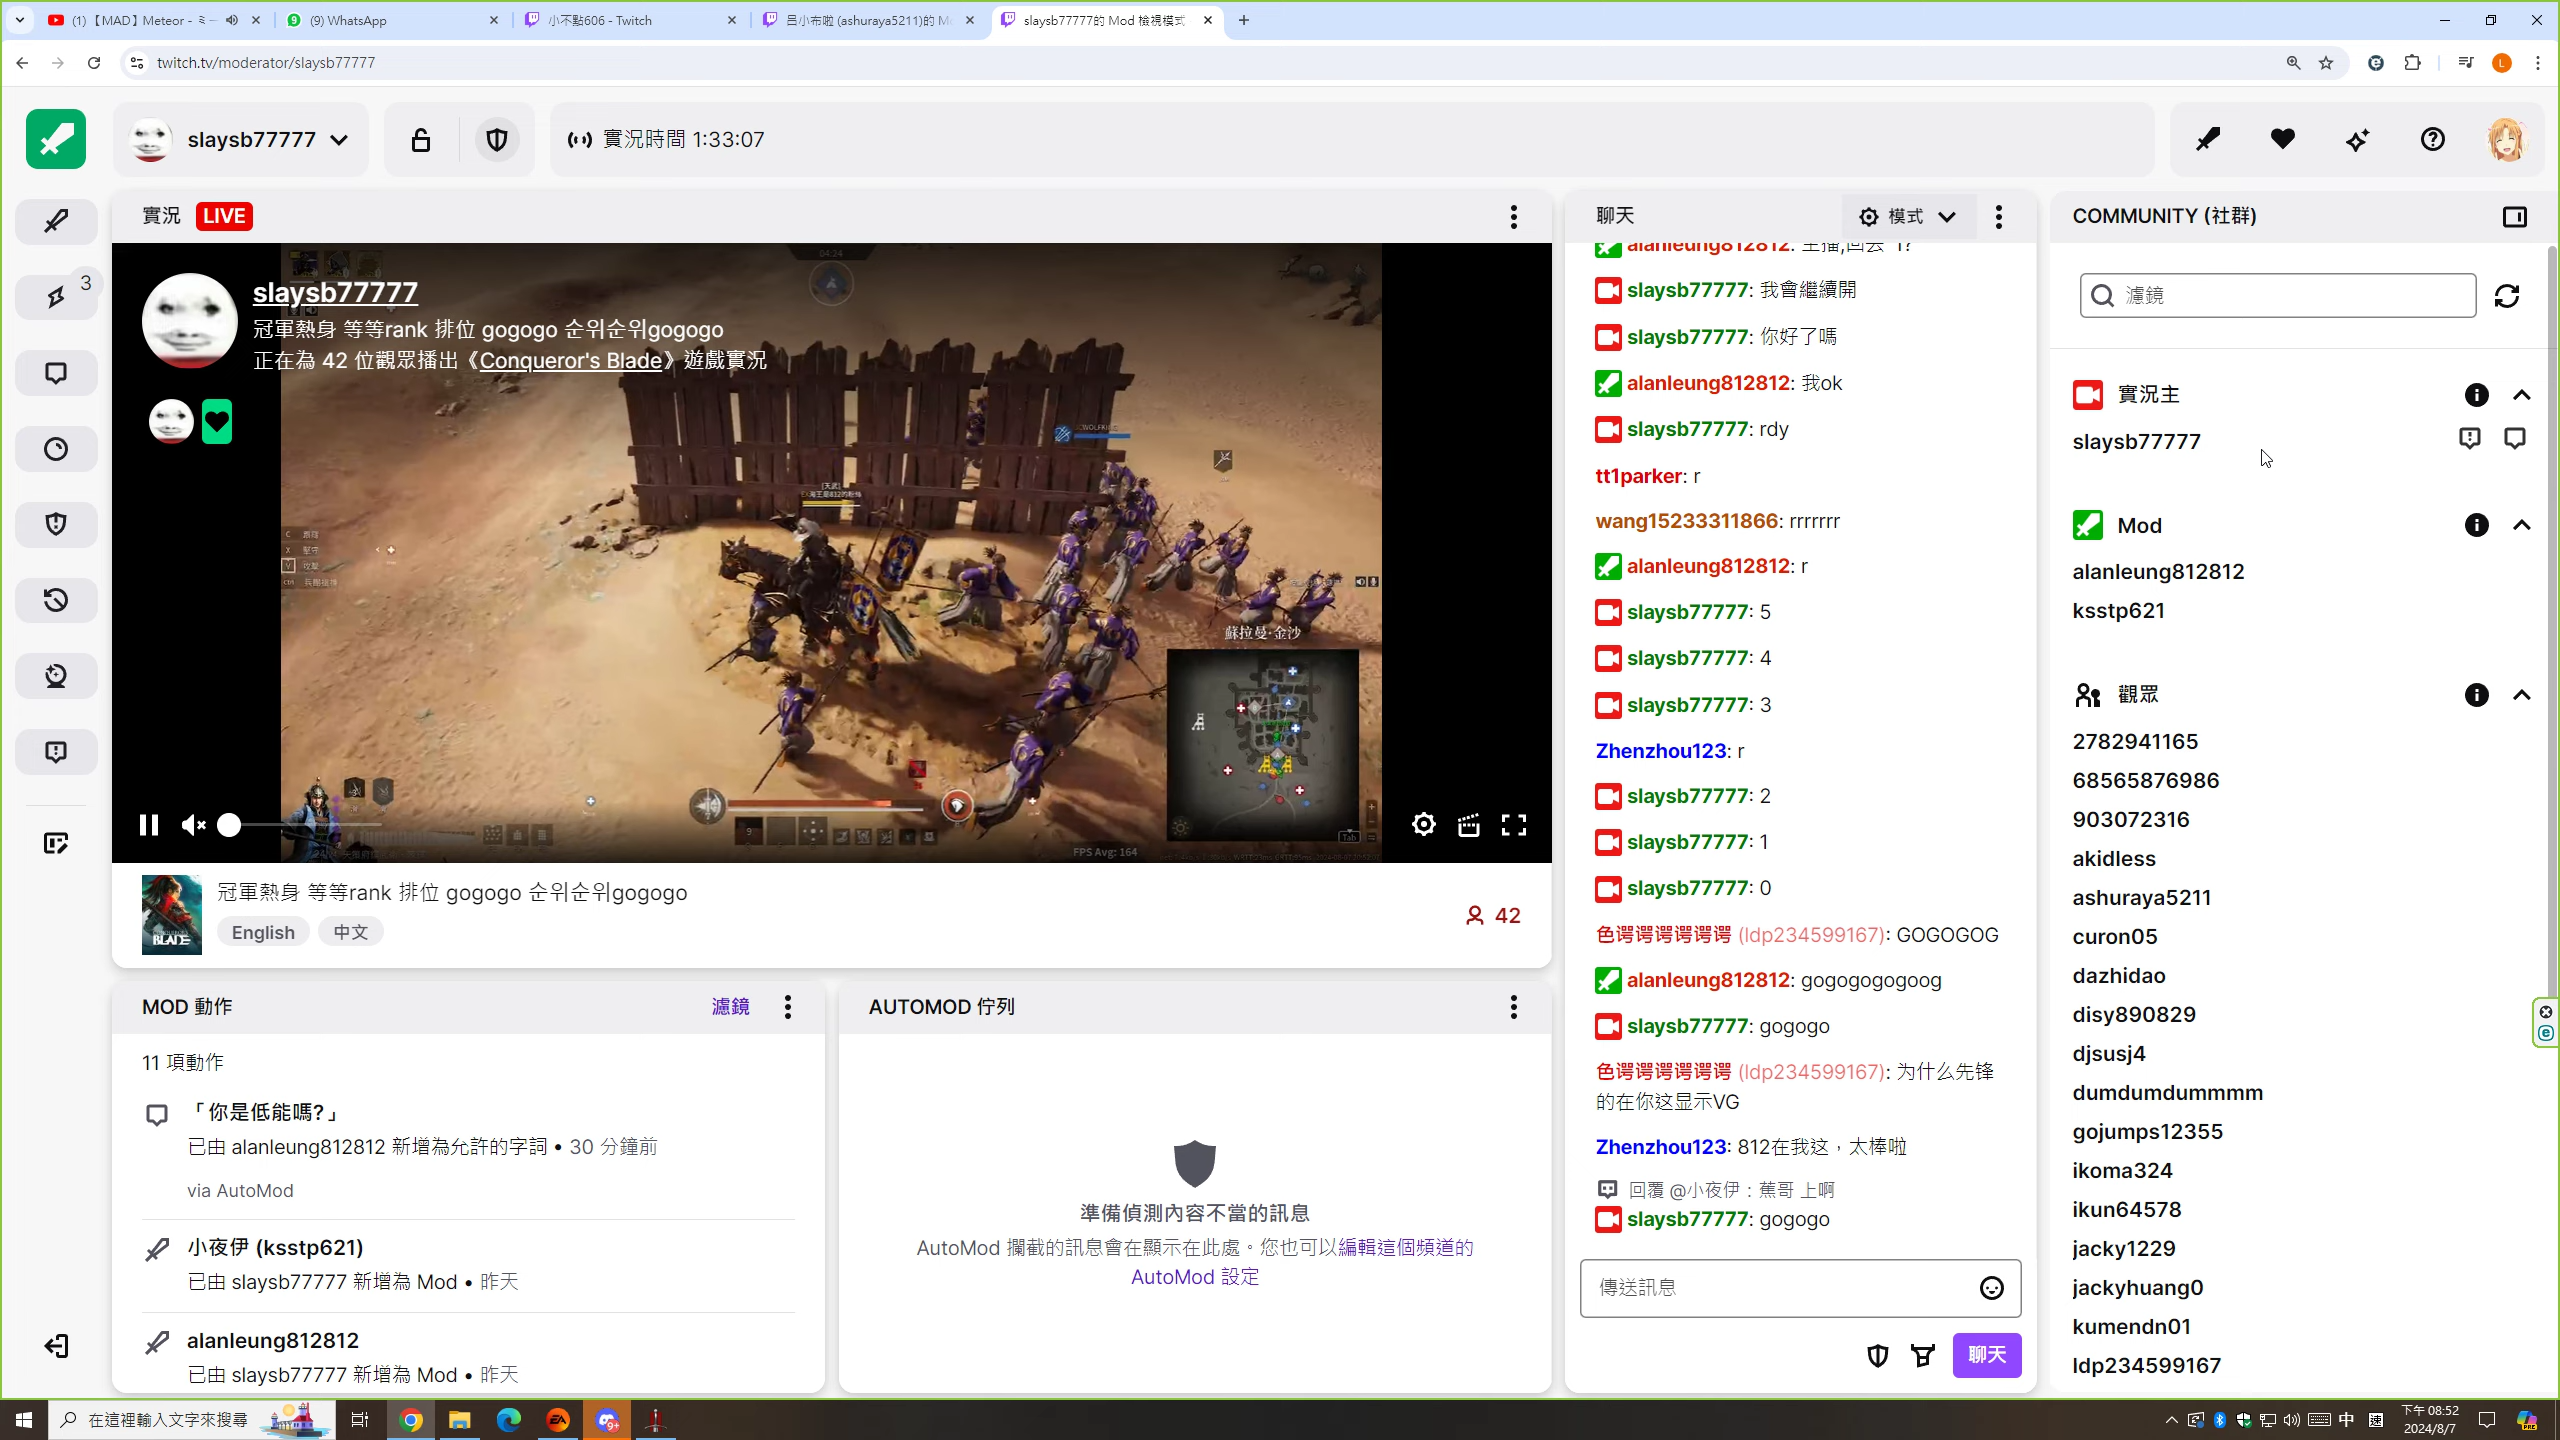 (1)【MAD】Meteor - ミー
(9) WhatsApp
小不點606 - Twitch
呂小布啦 (ashuraya5211)的 Mo
slaysb77777的 Mod 檢視模式
twitch.tv/moderator/slaysb77777
L
slaysb77777
實況時間 1:33:07
3
實況 LIVE
04:24
slaysb77777
冠軍熱身 等等rank 排位 gogogo 순위순위gogogo
正在為 42 位觀眾播出《Conqueror's Blade》遊戲實況
蘇拉曼·金沙
Tab
FPS Avg: 164
冠軍熱身 等等rank 排位 gogogo 순위순위gogogo
BLADE
English
中文
42
MOD 動作
濾鏡
11 項動作
「你是低能嗎?」
已由 alanleung812812 新增為允許的字詞 • 30 分鐘前
via AutoMod
小夜伊 (ksstp621)
已由 slaysb77777 新增為 Mod • 昨天
alanleung812812
已由 slaysb77777 新增為 Mod • 昨天
AUTOMOD 佇列
準備偵測內容不當的訊息
AutoMod 攔截的訊息會在顯示在此處。您也可以編輯這個頻道的
AutoMod 設定
聊天
模式
alanleung812812:
slaysb77777: 我會繼續開
slaysb77777: 你好了嗎
alanleung812812: 我ok
slaysb77777: rdy
tt1parker: r
wang15233311866: rrrrrrr
alanleung812812: r
slaysb77777: 5
slaysb77777: 4
slaysb77777: 3
Zhenzhou123: r
slaysb77777: 2
slaysb77777: 1
slaysb77777: 0
色谔谔谔谔谔谔 (ldp234599167): GOGOGOG
alanleung812812: gogogogogoog
slaysb77777: gogogo
色谔谔谔谔谔谔 (ldp234599167): 为什么先锋
的在你这显示VG
Zhenzhou123: 812在我这，太棒啦
回覆 @小夜伊：蕉哥 上啊
slaysb77777: gogogo
傳送訊息
聊天
COMMUNITY (社群)
濾鏡
實況主
slaysb77777
Mod
alanleung812812
ksstp621
觀眾
2782941165
68565876986
903072316
akidless
ashuraya5211
curon05
dazhidao
disy890829
djsusj4
dumdumdummmm
gojumps12355
ikoma324
ikun64578
jacky1229
jackyhuang0
kumendn01
ldp234599167
在這裡輸入文字來搜尋
EA
9+
中
下午 08:52
2024/8/7